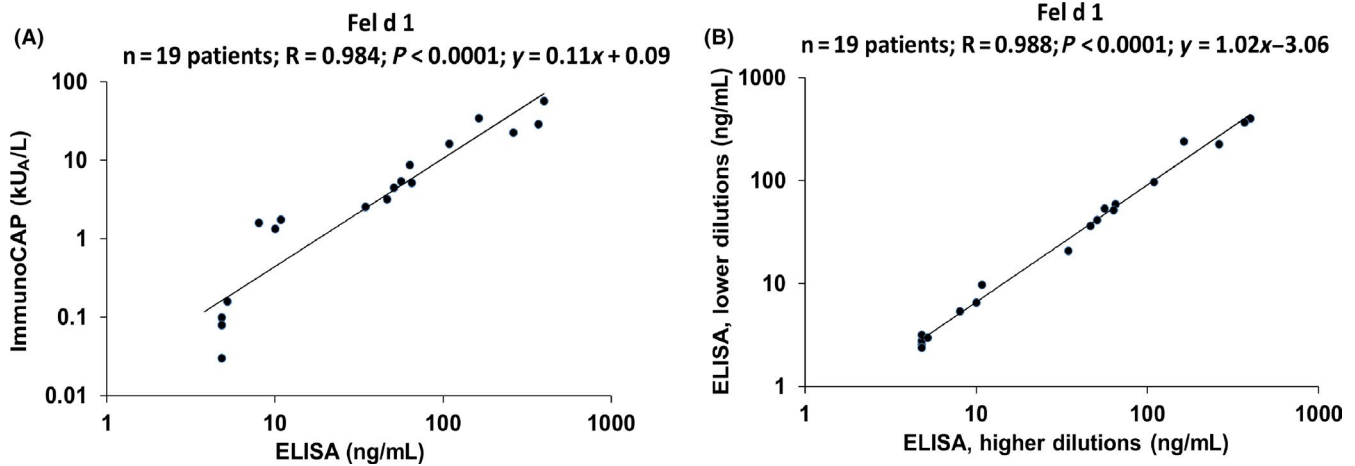 (A)
Fel d 1
n = 19 patients; R = 0.984; P < 0.0001; y = 0.11x + 0.09
ImmunoCAP (kUA/L)
100
10
1
0.1
0.01
1
10
100
1000
ELISA (ng/mL)
(B)
Fel d 1
n = 19 patients; R = 0.988; P < 0.0001; y = 1.02x–3.06
ELISA, lower dilutions (ng/mL)
1000
100
10
1
1
10
100
1000
ELISA, higher dilutions (ng/mL)